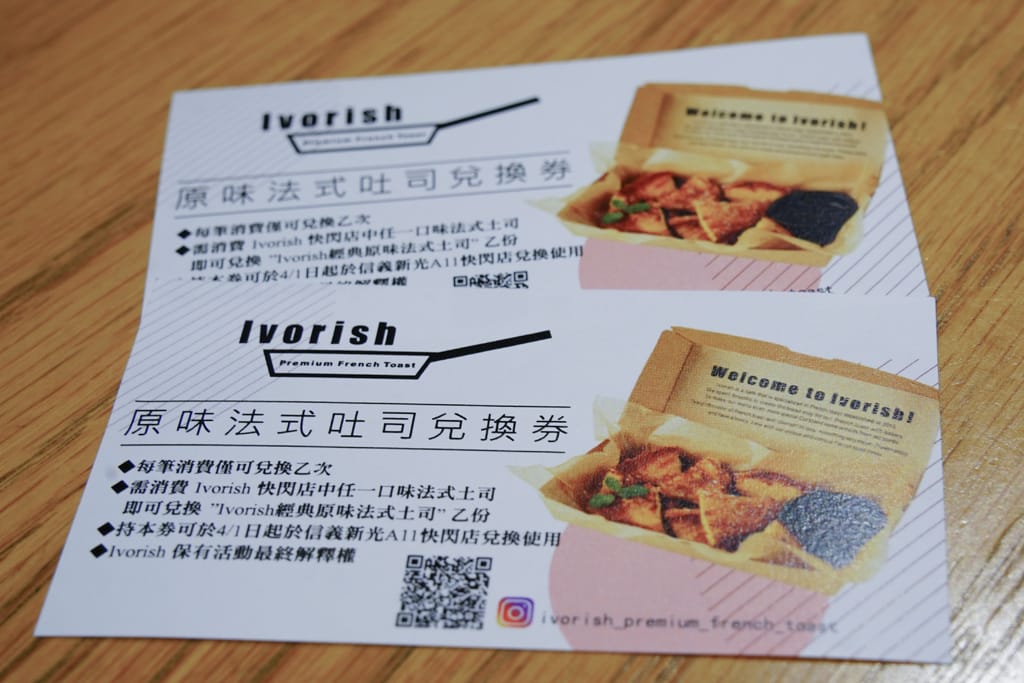 Ivorish
Premium French Toast
原味法式吐司兌換券
◆每筆消費僅可兌換乙次
◆需消費 Ivorish 快閃店中任一口味法式土司
即可兌換 "Ivorish經典原味法式土司" 乙份
持本券可於4/1日起於信義新光A11快閃店兌換使用
Welcome to Ivorish!
Ivorish
Premium French Toast
原味法式吐司兌換券
◆每筆消費僅可兌換乙次
◆需消費 Ivorish 快閃店中任一口味法式土司
即可兌換 "Ivorish經典原味法式土司" 乙份
◆持本券可於4/1日起於信義新光A11快閃店兌換使用
◆Ivorish 保有活動最終解釋權
Welcome to Ivorish!
ivorish_premium_french_toast